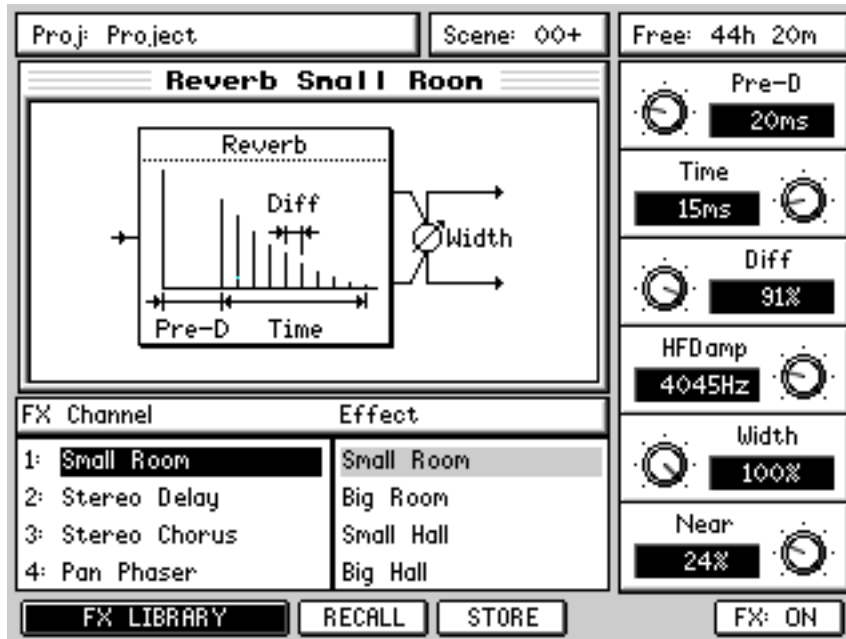 Proj: Project
Scene: 00+
Free: 44h 20m
Reverb Small Room
Reverb
Diff
Width
Pre-D
Time
Pre-D
20ms
Time
15ms
Diff
91%
HFDamp
4045Hz
Width
100%
Near
24%
FX Channel
Effect
1: Small Room
2: Stereo Delay
3: Stereo Chorus
4: Pan Phaser
Small Room
Big Room
Small Hall
Big Hall
FX LIBRARY
RECALL
STORE
FX: ON